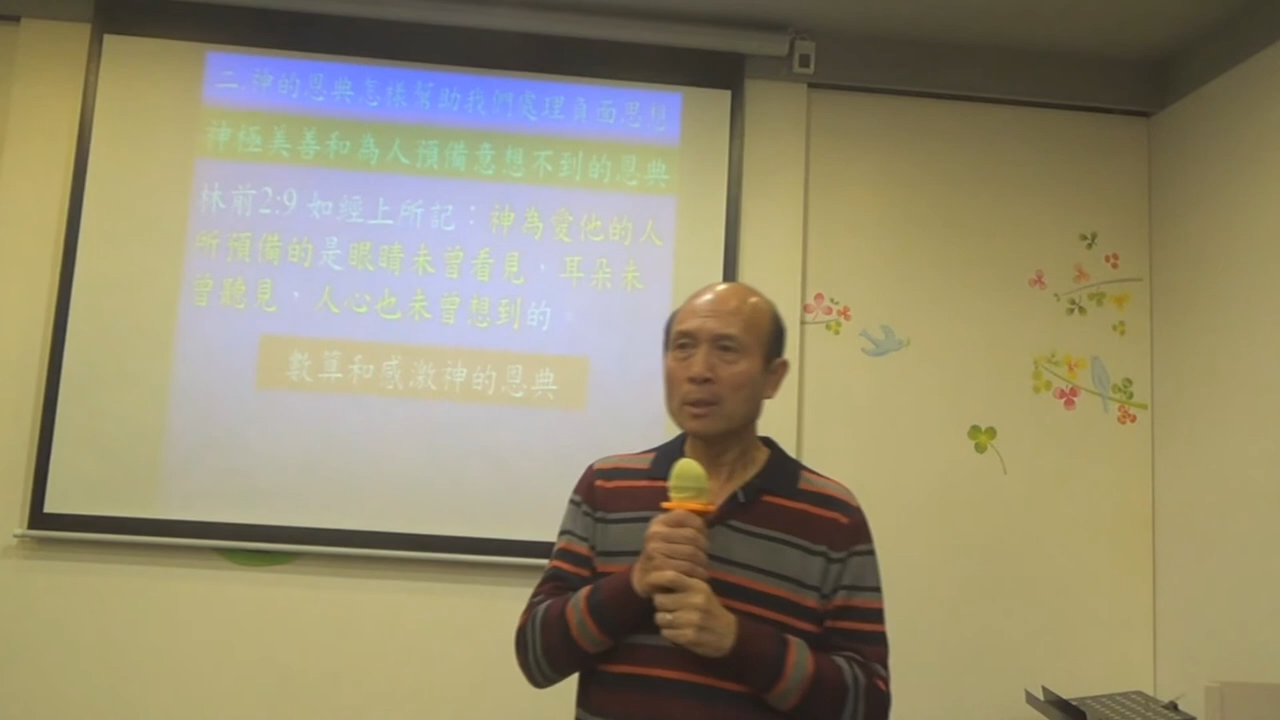 二 神的恩典怎樣幫助我們處理負面思想
神極美善和為人預備意想不到的恩典
林前2:9 如經上所記：神為愛他的人
所預備的是眼睛未曾看見，耳朵未
曾聽見，人心也未曾想到的。
數算和感激神的恩典